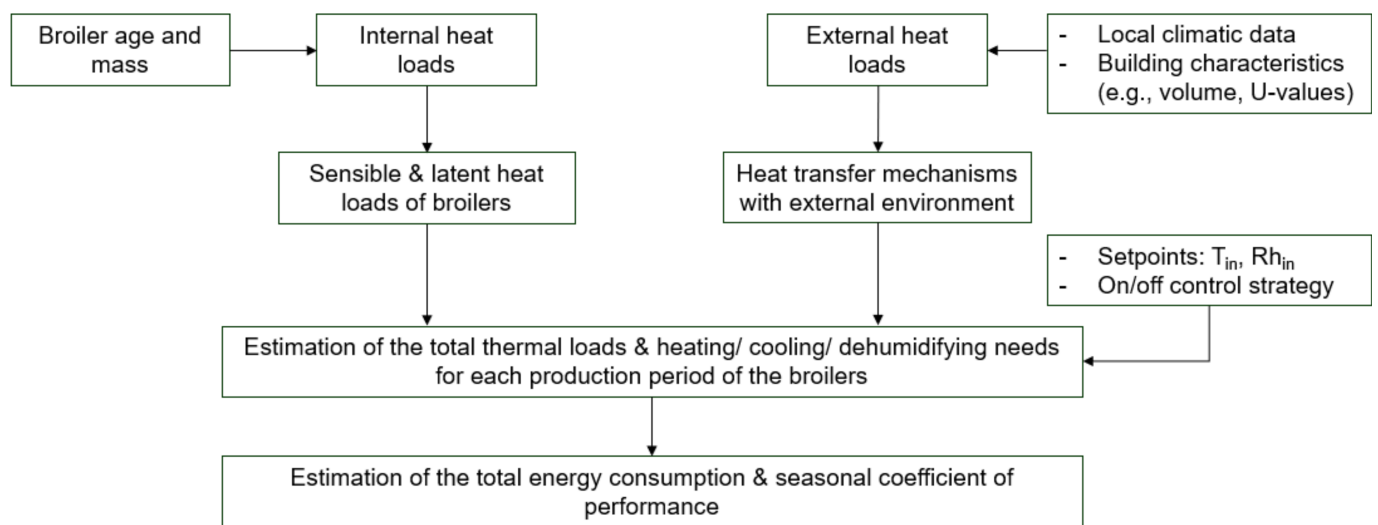 Broiler age and
mass
Internal heat
loads
External heat
loads
- Local climatic data
- Building characteristics
(e.g., volume, U-values)
Sensible & latent heat
loads of broilers
Heat transfer mechanisms
with external environment
- Setpoints: Tin, Rhin
- On/off control strategy
Estimation of the total thermal loads & heating/ cooling/ dehumidifying needs
for each production period of the broilers
Estimation of the total energy consumption & seasonal coefficient of
performance